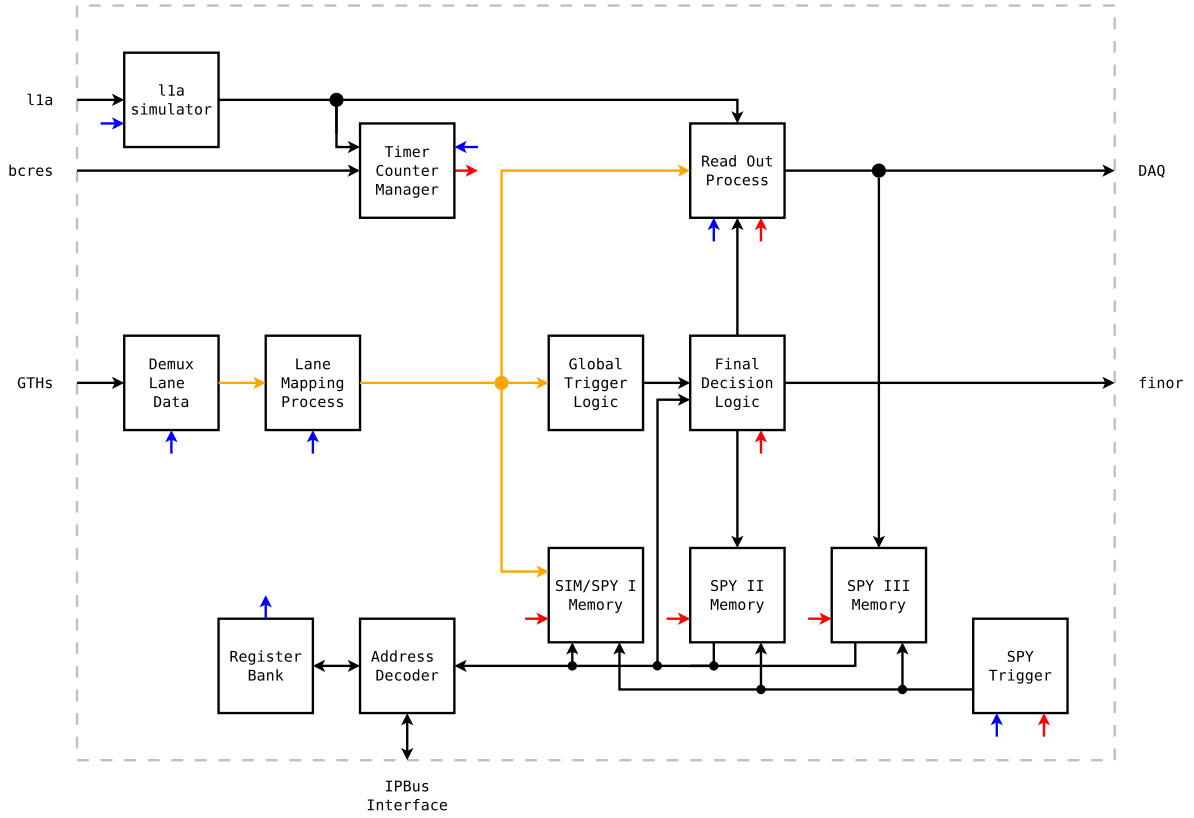 l1a
l1a
simulator
bcres
Timer
Counter
Manager
Read Out
Process
DAQ
GTHs
Demux
Lane
Data
Lane
Mapping
Process
Global
Trigger
Logic
Final
Decision
Logic
finor
SIM/SPY I
Memory
SPY II
Memory
SPY III
Memory
Register
Bank
Address
Decoder
SPY
Trigger
IPBus
Interface